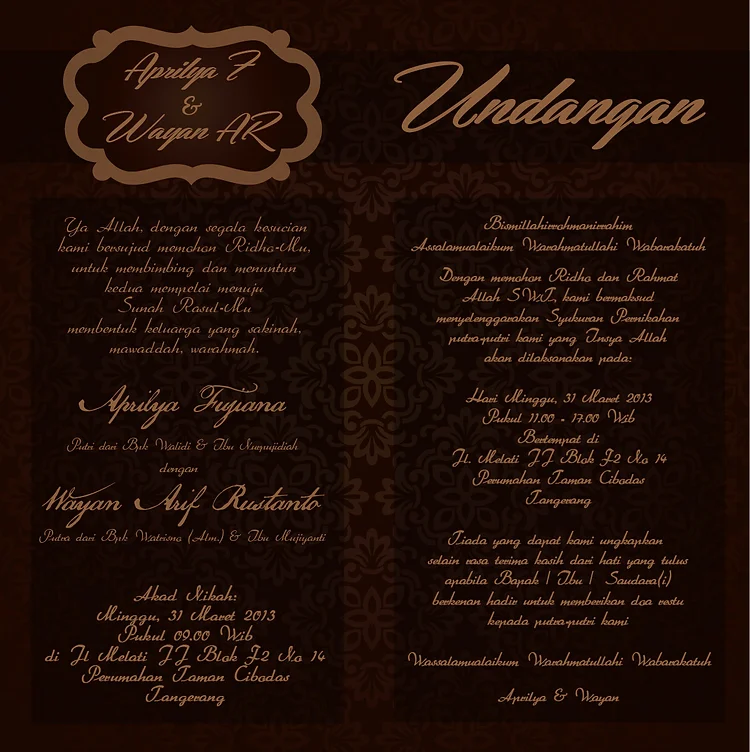 Aprilya F
&
Wayan AR
Undangan
Ya Allah, dengan segala kesucian
kami bersujud memohon Ridho-Mu,
untuk membimbing dan menuntun
kedua mempelai menuju
Sunah Rasul-Mu
membentuk keluarga yang sakinah,
mawaddah, warahmah.
Aprilya Fujiana
Putri dari Bpk Walidi & Ibu Nurpujidiah
dengan
Wayan Arif Rustanto
Putra dari Bpk Watrisno (Alm.) & Ibu Mujiyanti
Akad Nikah:
Minggu, 31 Maret 2013
Pukul 09.00 Wib
di Jl Melati JJ Blok J2 No 14
Perumahan Taman Cibodas
Tangerang
Bismillahirrohmanirrohim
Assalamualaikum Warahmatullahi Wabarakatuh
Dengan memohon Ridho dan Rahmat
Allah SWT, kami bermaksud
menyelenggarakan Syukuran Pernikahan
putra-putri kami yang Insya Allah
akan dilaksanakan pada:
Hari Minggu, 31 Maret 2013
Pukul 11.00 - 17.00 Wib
Bertempat di
Jl. Melati JJ Blok J2 No 14
Perumahan Taman Cibodas
Tangerang
Tiada yang dapat kami ungkapkan
selain rasa terima kasih dari hati yang tulus
apabila Bapak | Ibu | Saudara(i)
berkenan hadir untuk memberikan doa restu
kepada putra-putri kami
Wassalamualaikum Warahmatullahi Wabarakatuh
Aprilya & Wayan